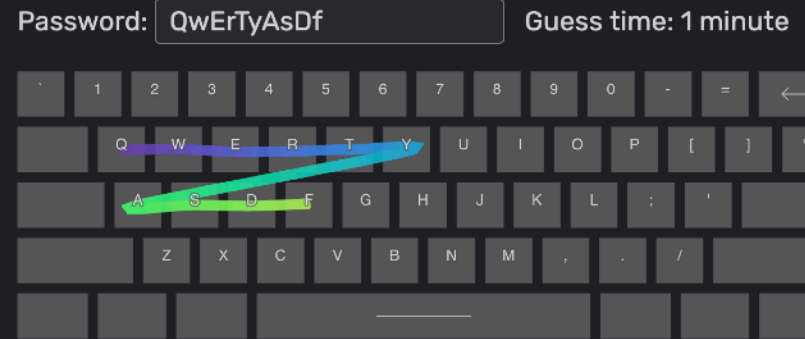 Password: QwErTyAsDf Guess time: 1 minute
` 1 2 3 4 5 6 7 8 9 0 - = ←
Q W E R T Y U I O P [ ]
A S D F G H J K L ; '
Z X C V B N M , . /